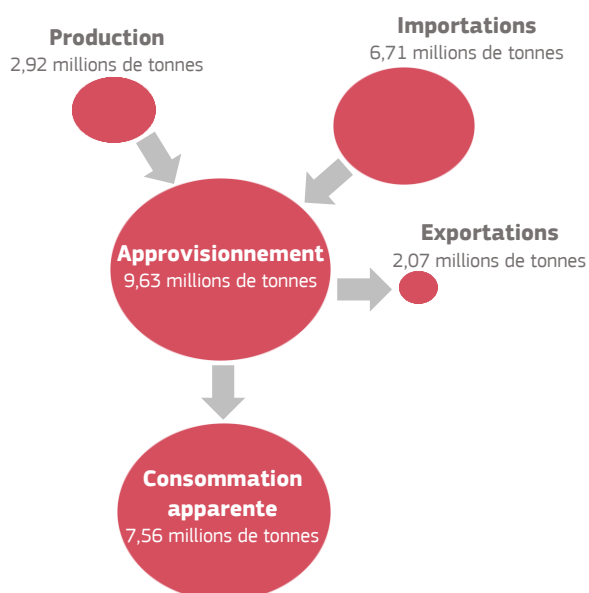 Production
2,92 millions de tonnes
Importations
6,71 millions de tonnes
Approvisionnement
9,63 millions de tonnes
Exportations
2,07 millions de tonnes
Consommation
apparente
7,56 millions de tonnes